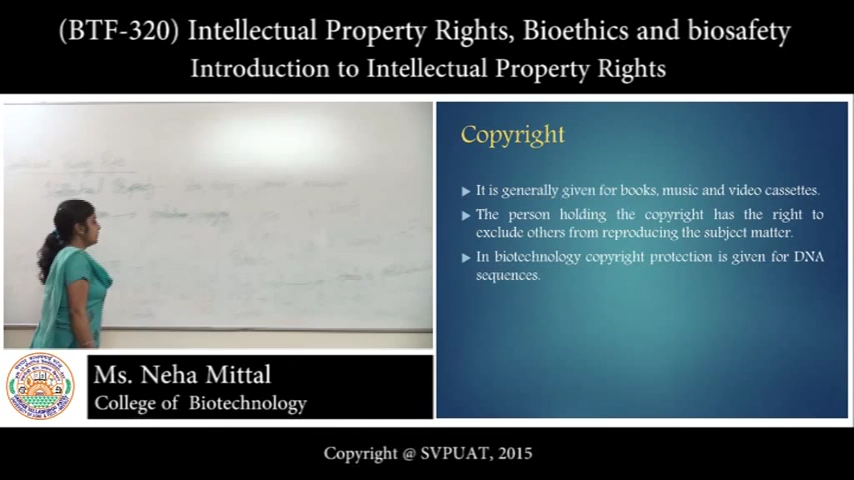 (BTF-320) Intellectual Property Rights, Bioethics and biosafety
Introduction to Intellectual Property Rights
Copyright
It is generally given for books, music and video cassettes.
The person holding the copyright has the right to
exclude others from reproducing the subject matter.
In biotechnology copyright protection is given for DNA
sequences.
Ms. Neha Mittal
College of Biotechnology
Copyright @ SVPUAT, 2015